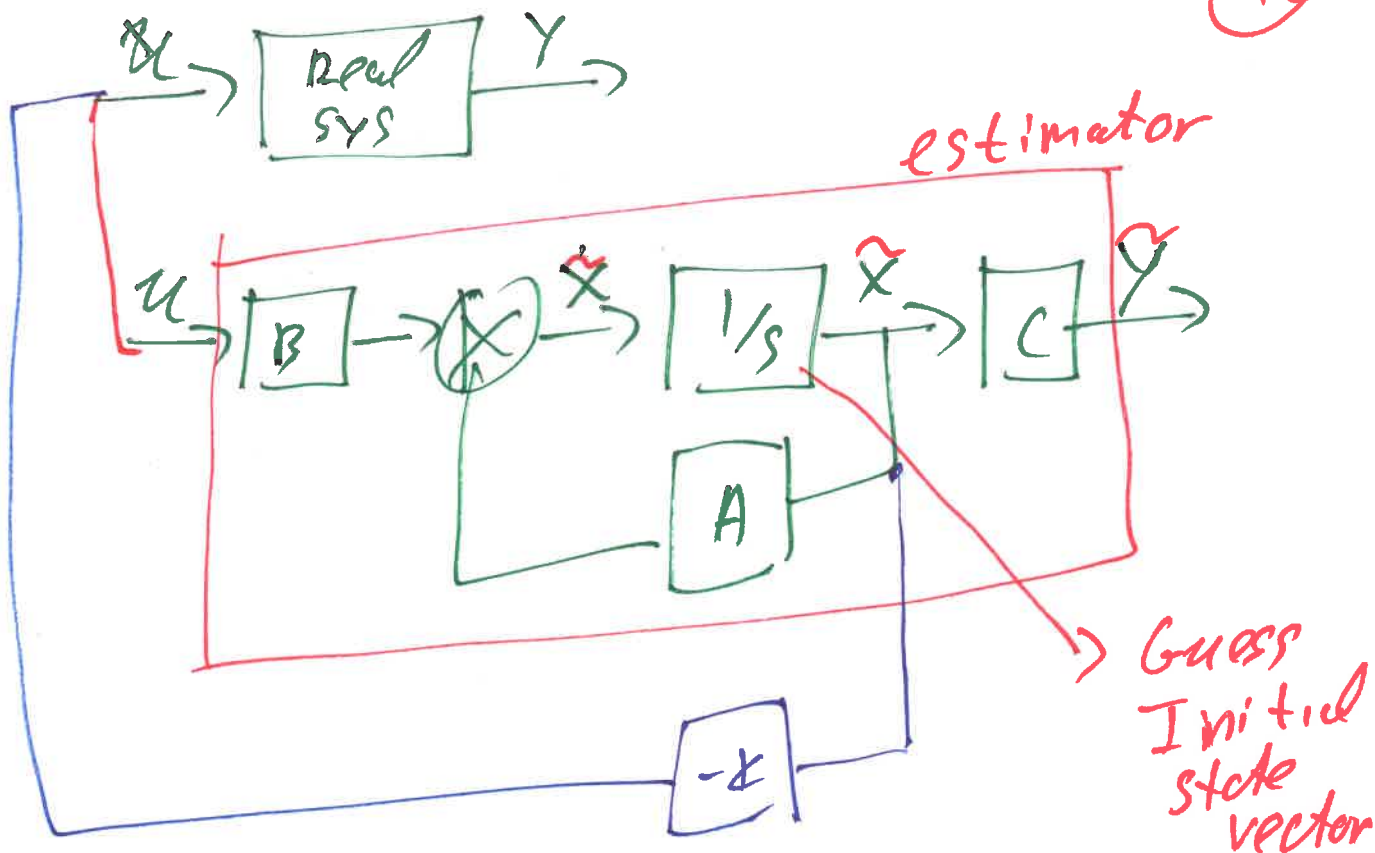 u
Real
sys
Y
estimator
u
B
ẋ̃
1/s
x̃
C
Ỹ
A
-k
Guess
Initial
state
vector